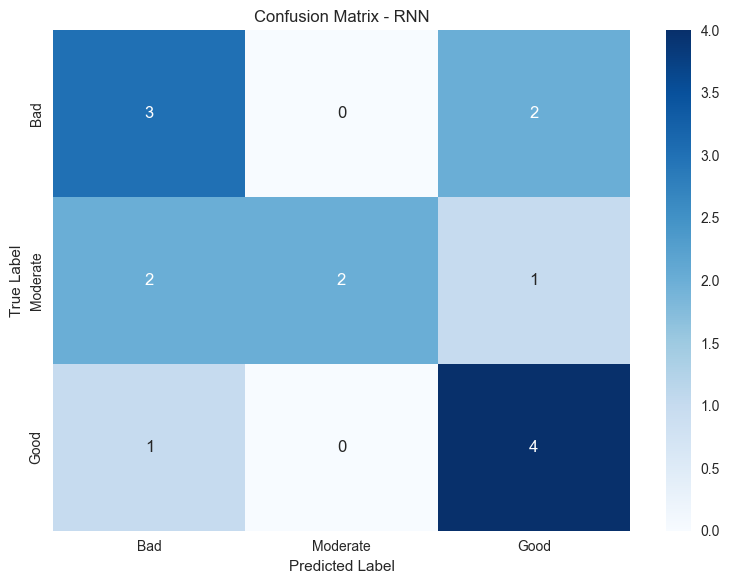 Confusion Matrix - RNN
True Label
Bad
Moderate
Good
3
0
2
2
2
1
1
0
4
Bad
Moderate
Good
Predicted Label
4.0
3.5
3.0
2.5
2.0
1.5
1.0
0.5
0.0